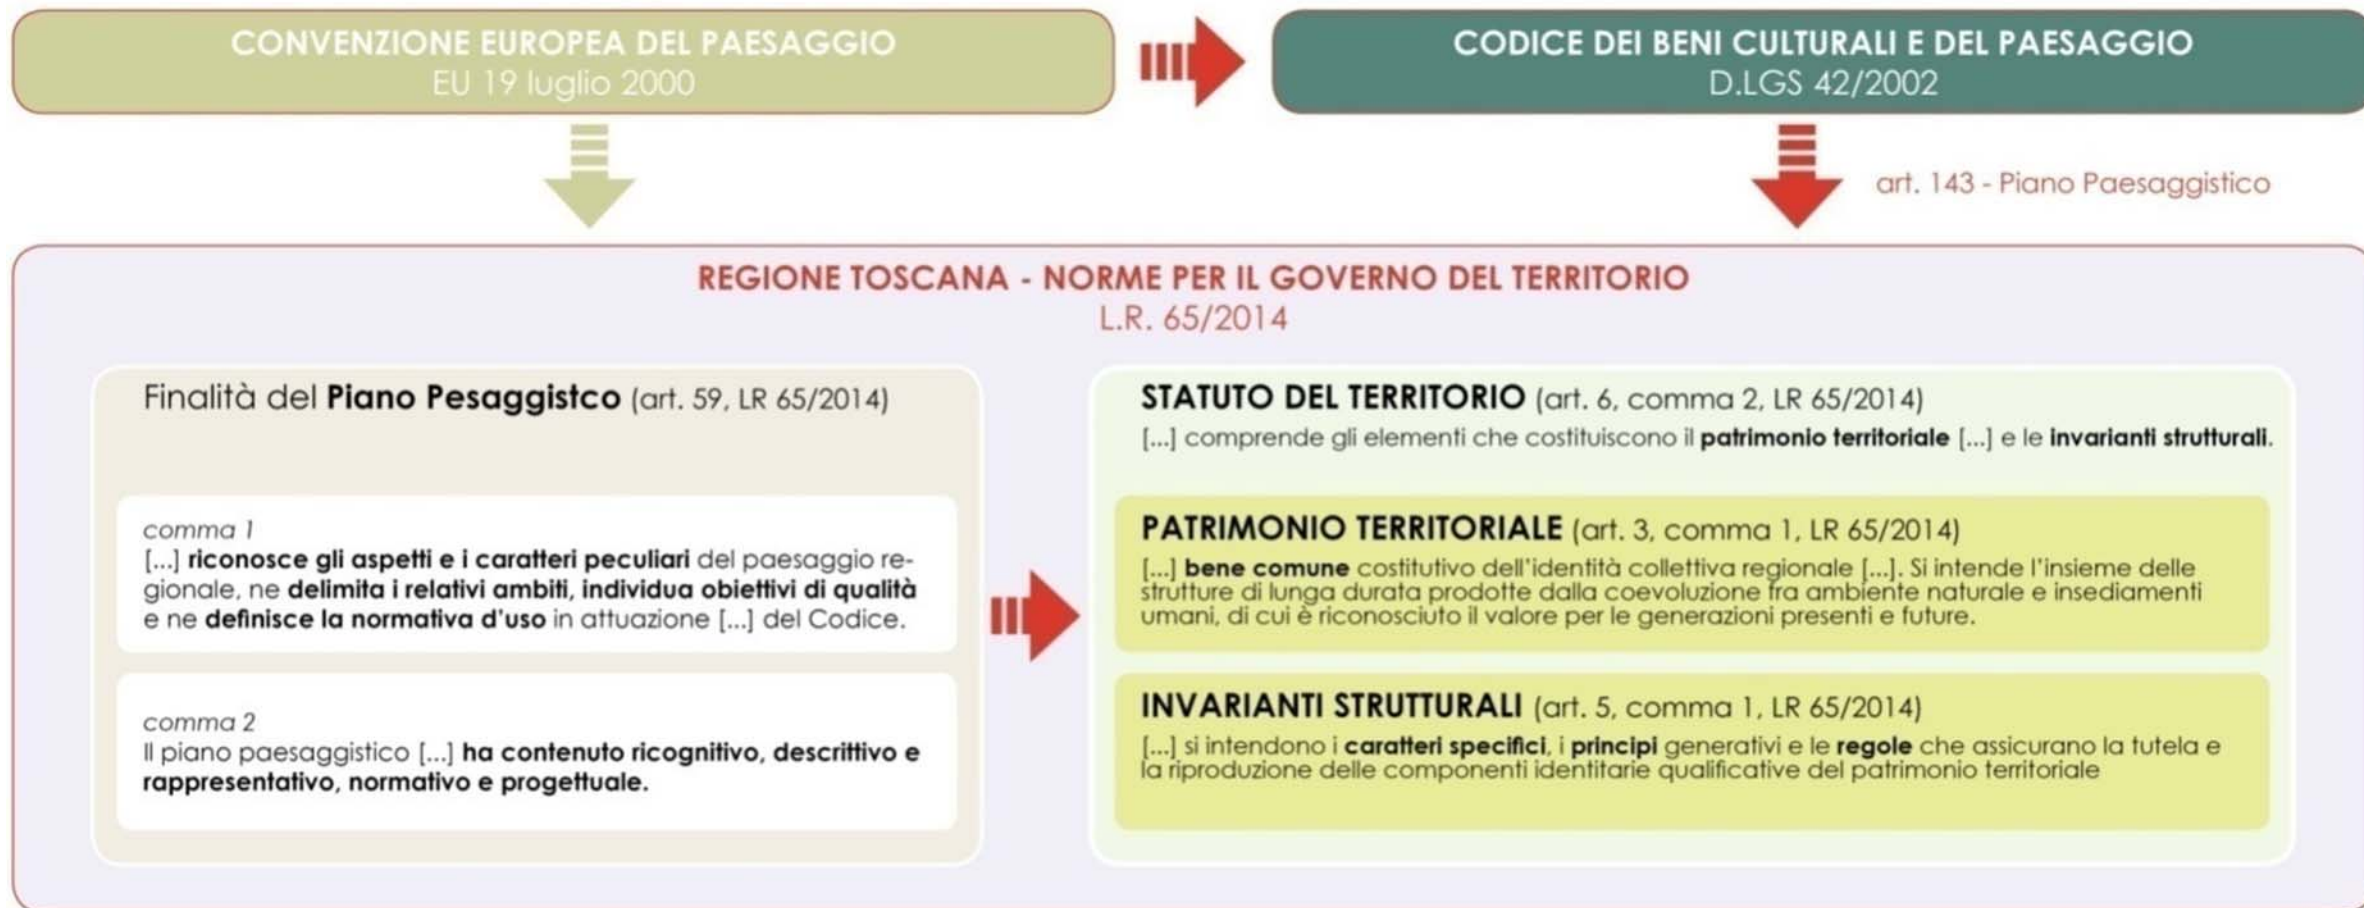 CONVENZIONE EUROPEA DEL PAESAGGIO
EU 19 luglio 2000
CODICE DEI BENI CULTURALI E DEL PAESAGGIO
D.LGS 42/2002
art. 143 - Piano Paesaggistico
REGIONE TOSCANA - NORME PER IL GOVERNO DEL TERRITORIO
L.R. 65/2014
Finalità del Piano Pesaggistco (art. 59, LR 65/2014)
comma 1
[...] riconosce gli aspetti e i caratteri peculiari del paesaggio re-
gionale, ne delimita i relativi ambiti, individua obiettivi di qualità
e ne definisce la normativa d'uso in attuazione [...] del Codice.
comma 2
Il piano paesaggistico [...] ha contenuto ricognitivo, descrittivo e
rappresentativo, normativo e progettuale.
STATUTO DEL TERRITORIO (art. 6, comma 2, LR 65/2014)
[...] comprende gli elementi che costituiscono il patrimonio territoriale [...] e le invarianti strutturali.
PATRIMONIO TERRITORIALE (art. 3, comma 1, LR 65/2014)
[...] bene comune costitutivo dell'identità collettiva regionale [...]. Si intende l'insieme delle
strutture di lunga durata prodotte dalla coevoluzione fra ambiente naturale e insediamenti
umani, di cui è riconosciuto il valore per le generazioni presenti e future.
INVARIANTI STRUTTURALI (art. 5, comma 1, LR 65/2014)
[...] si intendono i caratteri specifici, i principi generativi e le regole che assicurano la tutela e
la riproduzione delle componenti identitarie qualificative del patrimonio territoriale